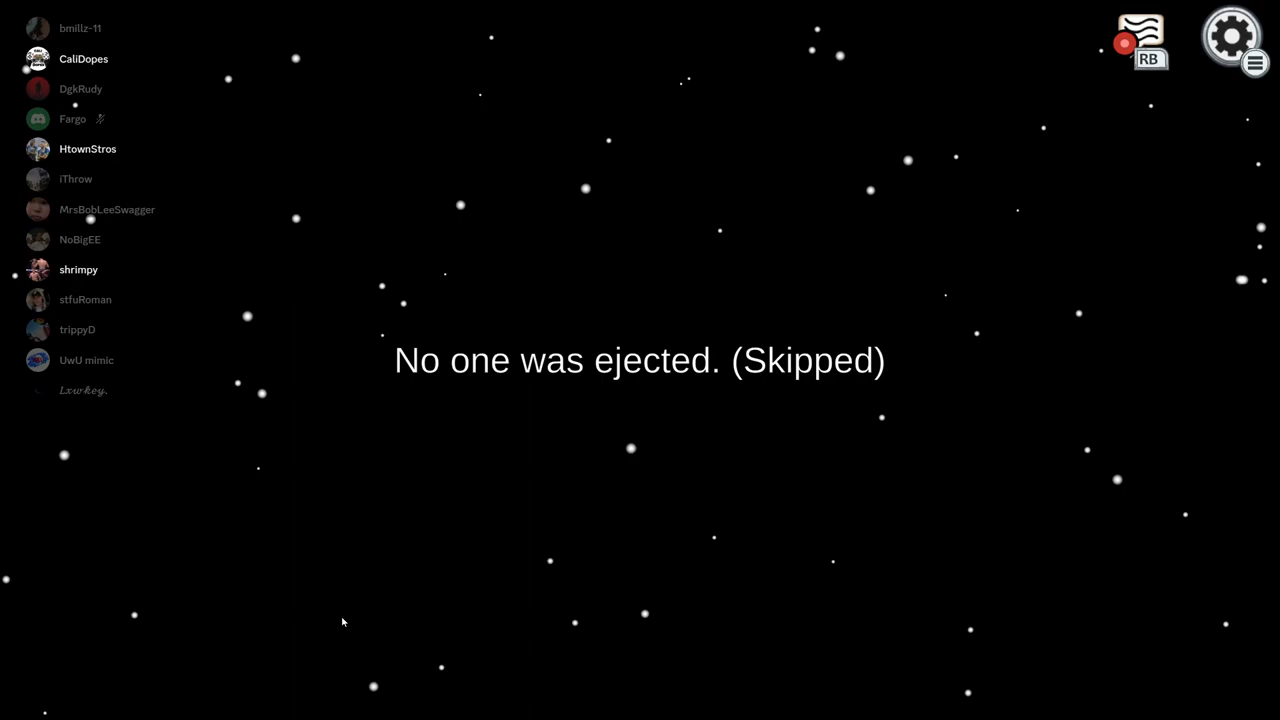 bmillz-11
CaliDopes
DgkRudy
Fargo
HtownStros
iThrow
MrsBobLeeSwagger
NoBigEE
shrimpy
stfuRoman
trippyD
UwU mimic
RB
No one was ejected. (Skipped)